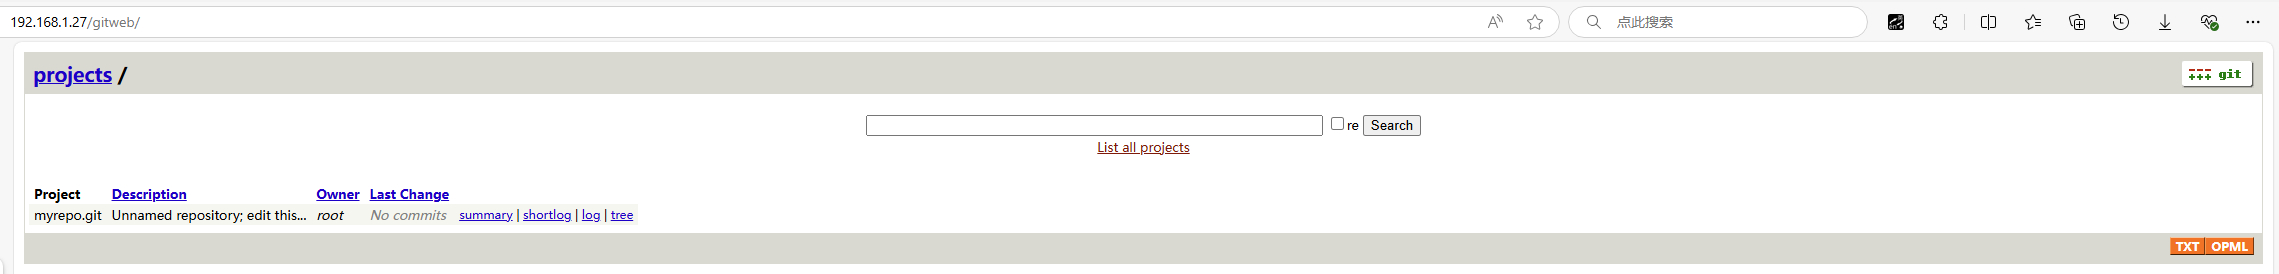 192.168.1.27/gitweb/
点此搜索
projects /
git
re Search
List all projects
Project Description Owner Last Change
myrepo.git Unnamed repository; edit this... root No commits summary | shortlog | log | tree
TXT OPML